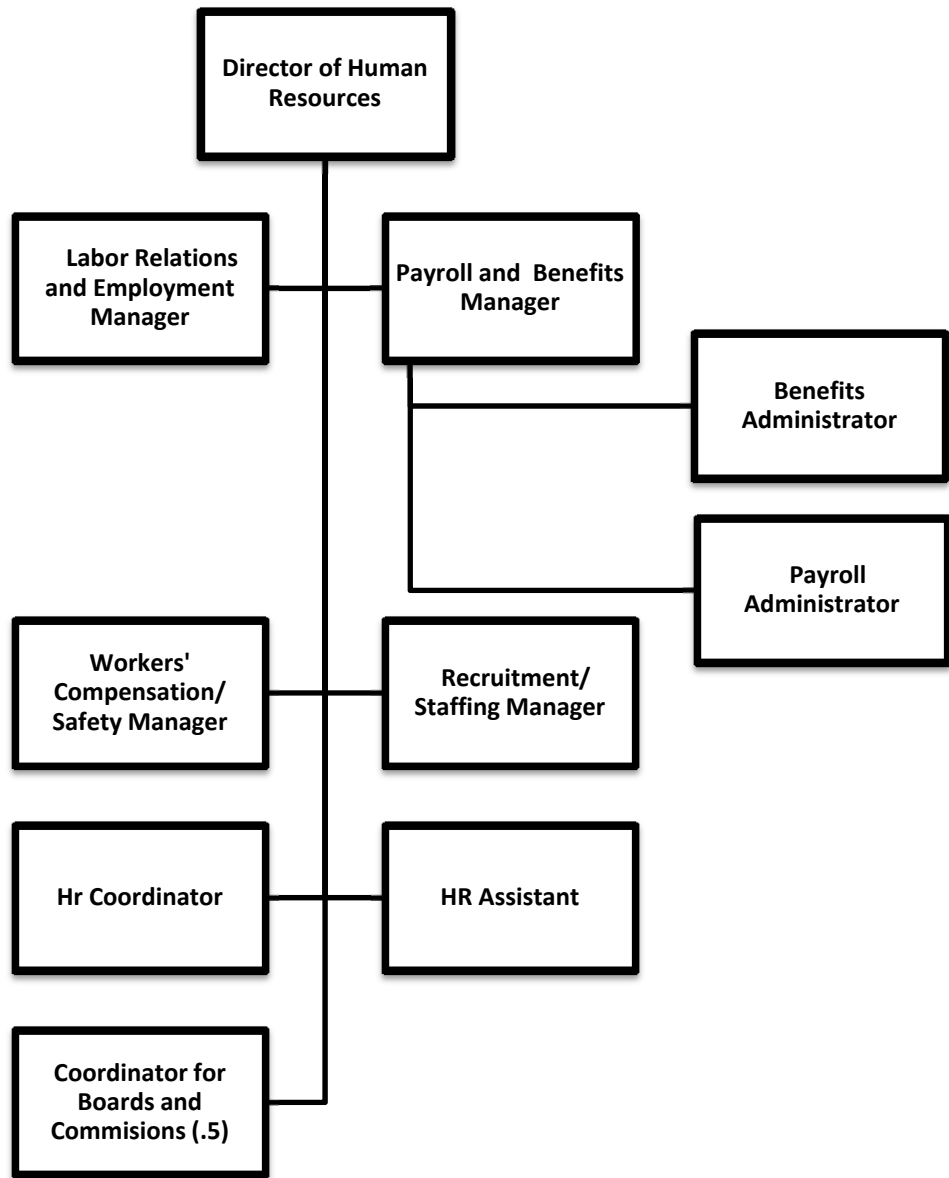 Director of Human
Resources
Labor Relations
and Employment
Manager
Payroll and Benefits
Manager
Benefits
Administrator
Payroll
Administrator
Workers'
Compensation/
Safety Manager
Recruitment/
Staffing Manager
Hr Coordinator
HR Assistant
Coordinator for
Boards and
Commisions (.5)